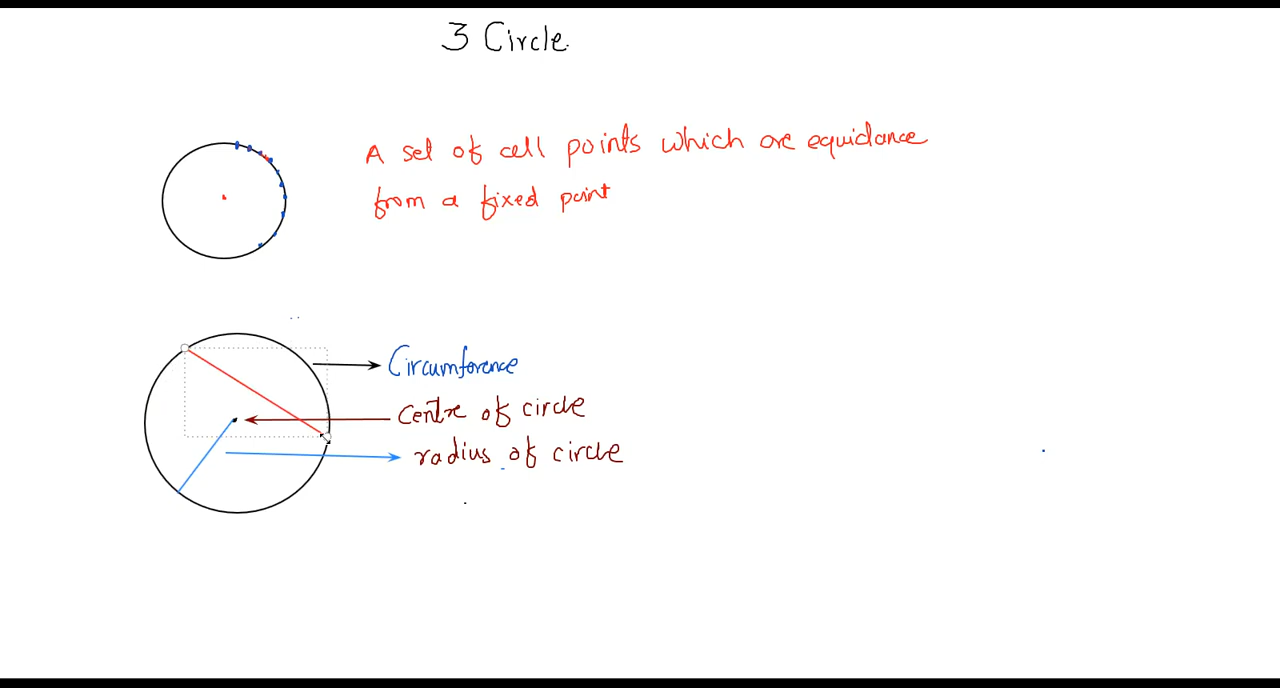 3 Circle.
A set of all points which are equidance
from a fixed point
Circumference
Centre of circle
radius of circle